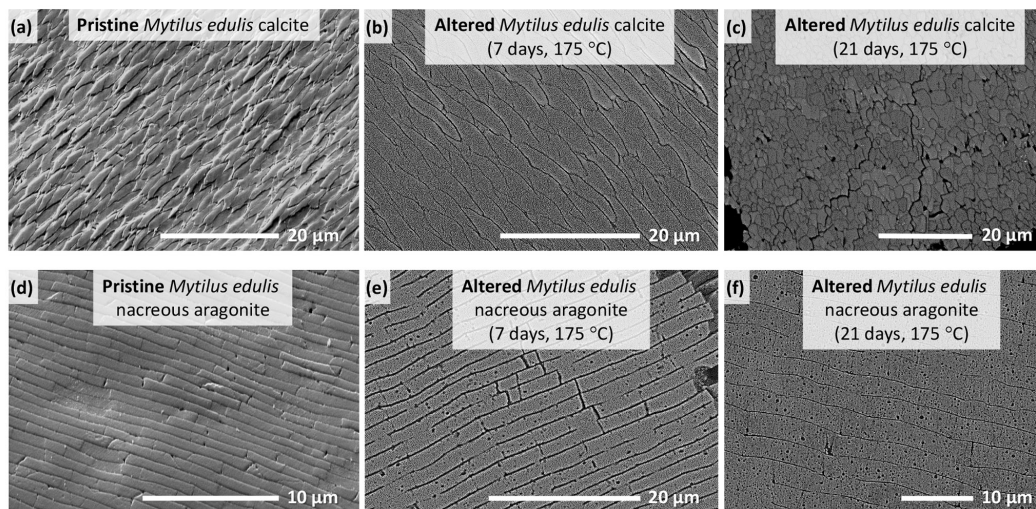 (a) Pristine Mytilus edulis calcite
20 µm
(b) Altered Mytilus edulis calcite
(7 days, 175 °C)
20 µm
(c) Altered Mytilus edulis calcite
(21 days, 175 °C)
20 µm
(d) Pristine Mytilus edulis
nacreous aragonite
10 µm
(e) Altered Mytilus edulis
nacreous aragonite
(7 days, 175 °C)
20 µm
(f) Altered Mytilus edulis
nacreous aragonite
(21 days, 175 °C)
10 µm